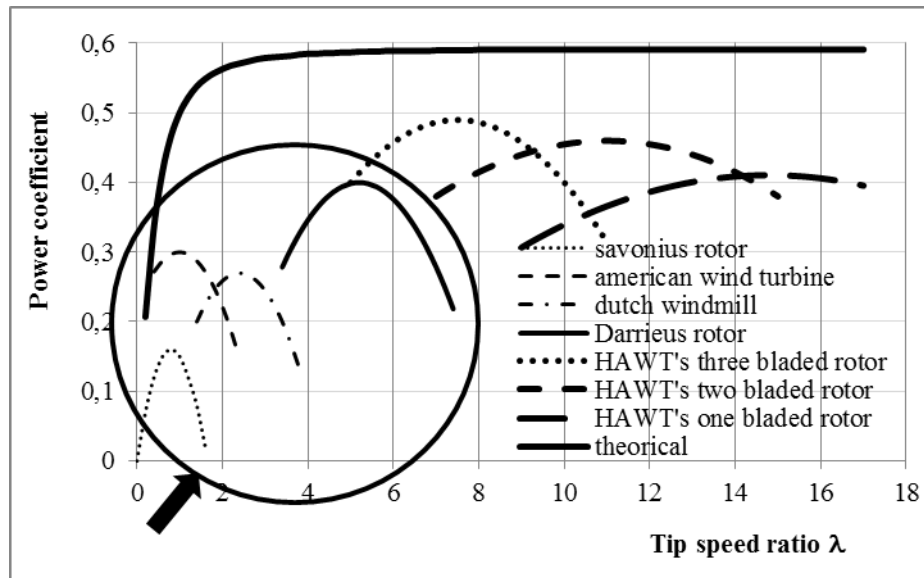 0,6
0,5
0,4
0,3
0,2
0,1
0
Power coefficient
savonius rotor
american wind turbine
dutch windmill
Darrieus rotor
HAWT's three bladed rotor
HAWT's two bladed rotor
HAWT's one bladed rotor
theorical
0 2 4 6 8 10 12 14 16 18
Tip speed ratio λ